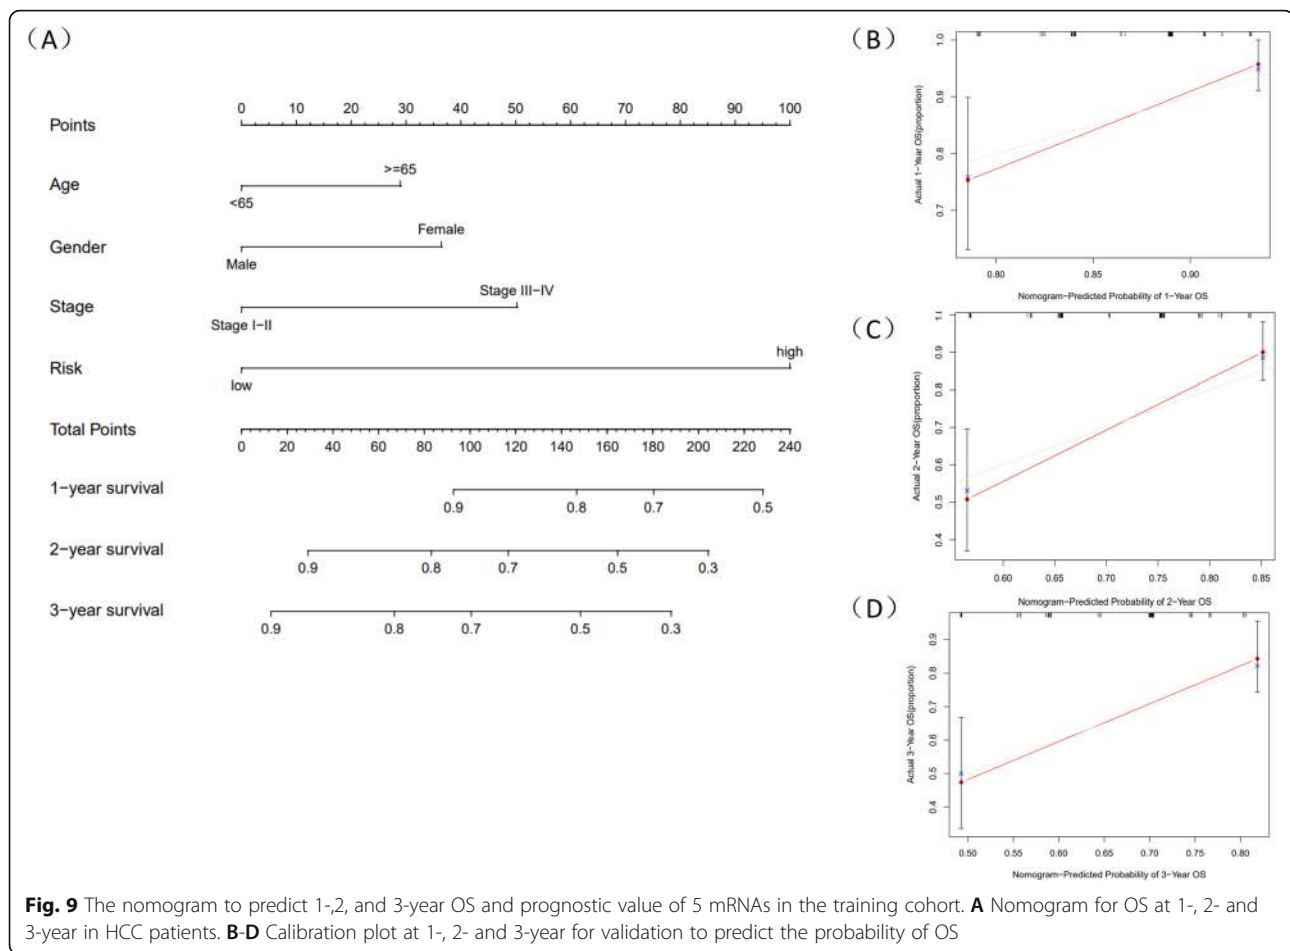 （A）
0 10 20 30 40 50 60 70 80 90 100
Points
>=65
Age
<65
Female
Gender
Male
Stage III−IV
Stage
Stage I−II
high
Risk
low
Total Points
0 20 40 60 80 100 120 140 160 180 200 220 240
1−year survival
0.9 0.8 0.7 0.5
2−year survival
0.9 0.8 0.7 0.5 0.3
3−year survival
0.9 0.8 0.7 0.5 0.3
（B）
Actual 1−Year OS(proportion)
1.0
0.9
0.8
0.7
0.80 0.85 0.90
Nomogram−Predicted Probability of 1−Year OS
（C）
Actual 2−Year OS(proportion)
1.0
0.9
0.8
0.7
0.6
0.5
0.4
0.60 0.65 0.70 0.75 0.80 0.85
Nomogram−Predicted Probability of 2−Year OS
（D）
Actual 3−Year OS(proportion)
0.9
0.8
0.7
0.6
0.5
0.4
0.50 0.55 0.60 0.65 0.70 0.75 0.80
Nomogram−Predicted Probability of 3−Year OS
Fig. 9 The nomogram to predict 1-,2, and 3-year OS and prognostic value of 5 mRNAs in the training cohort. A Nomogram for OS at 1-, 2- and
3-year in HCC patients. B-D Calibration plot at 1-, 2- and 3-year for validation to predict the probability of OS